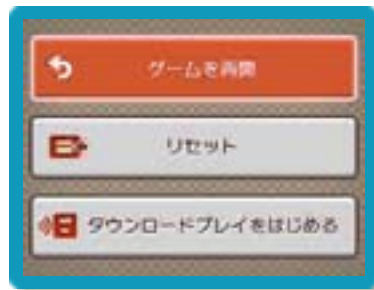 ゲームを再開
リセット
ダウンロードプレイをはじめる